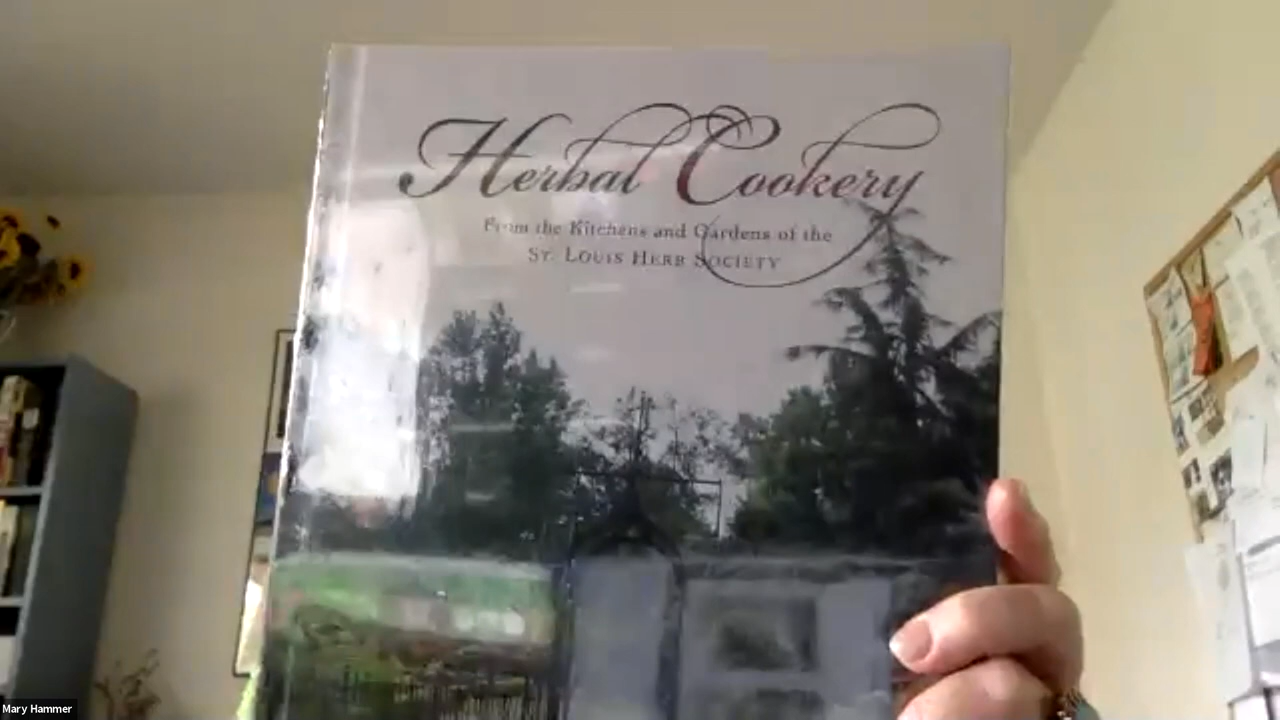 Herbal Cookery
From the Kitchens and Gardens of the
ST. LOUIS HERB SOCIETY
Mary Hammer